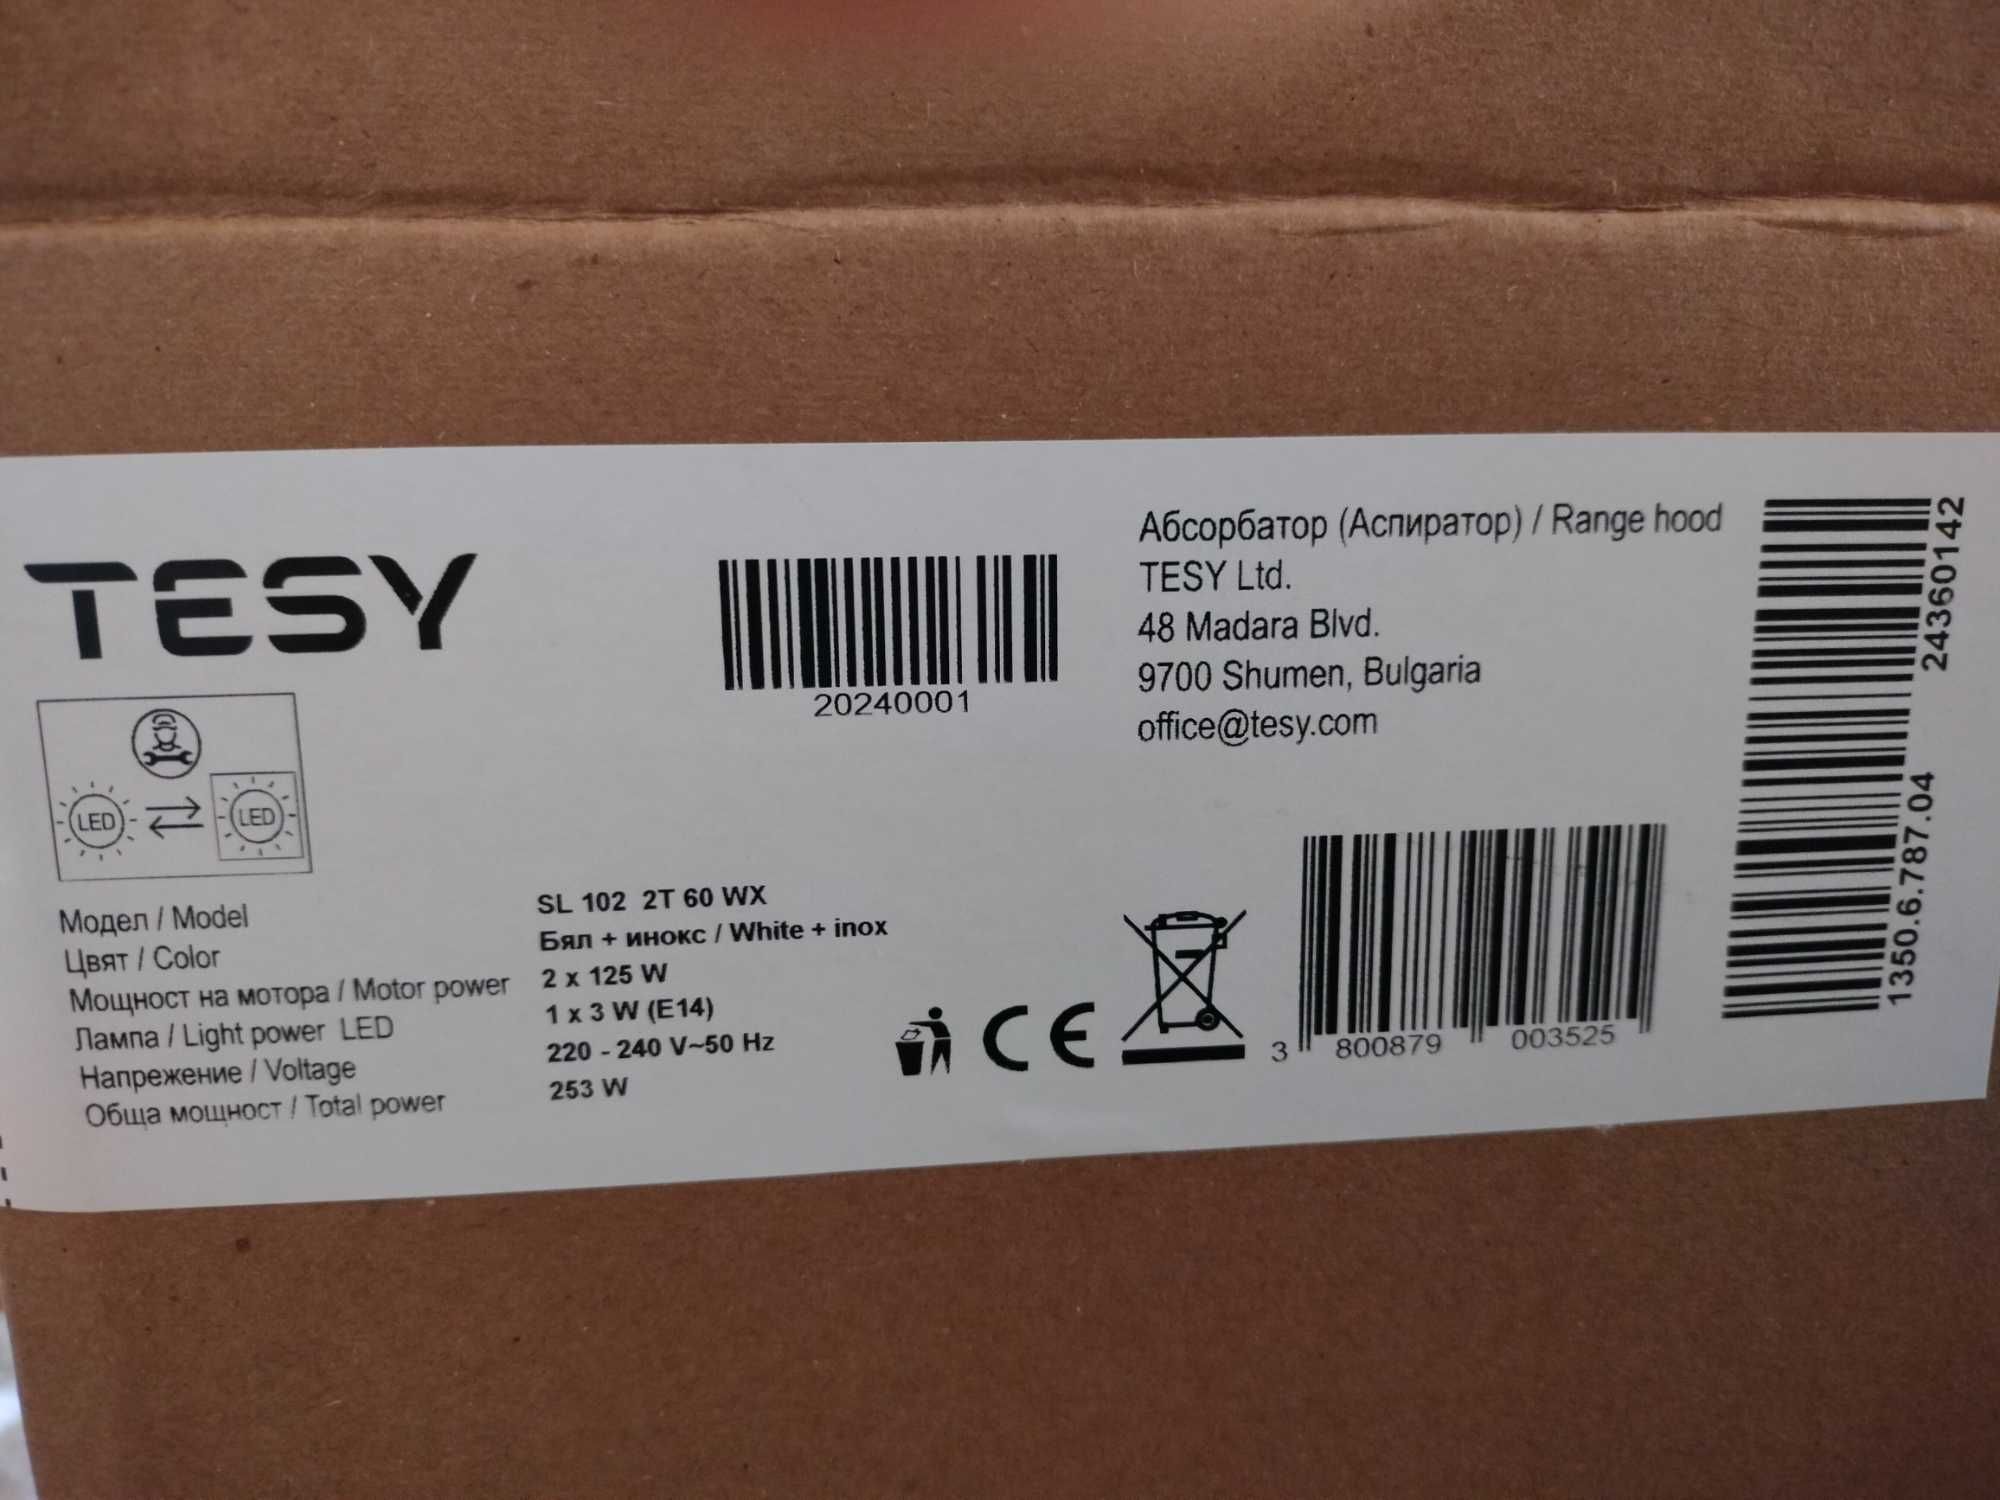 TESY
LED
LED
20240001
Абсорбатор (Аспиратор) / Range hood
TESY Ltd.
48 Madara Blvd.
9700 Shumen, Bulgaria
office@tesy.com
Модел / Model SL 102 2T 60 WX
Цвят / Color Бял + инокс / White + inox
Мощност на мотора / Motor power 2 x 125 W
Лампа / Light power LED 1 x 3 W (E14)
Напрежение / Voltage 220 - 240 V~50 Hz
Обща мощност / Total power 253 W
CE
3 800879 003525
1350.6.787.04
24360142